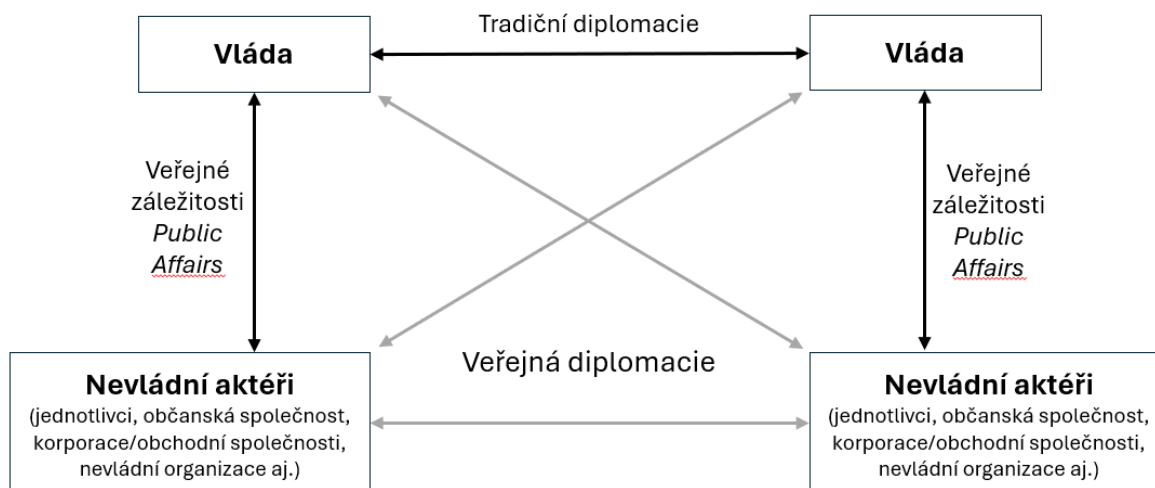 Tradiční diplomacie
Vláda
Vláda
Veřejné
záležitosti
Public
Affairs
Veřejné
záležitosti
Public
Affairs
Veřejná diplomacie
Nevládní aktéři
(jednotlivci, občanská společnost,
korporace/obchodní společnosti,
nevládní organizace aj.)
Nevládní aktéři
(jednotlivci, občanská společnost,
korporace/obchodní společnosti,
nevládní organizace aj.)